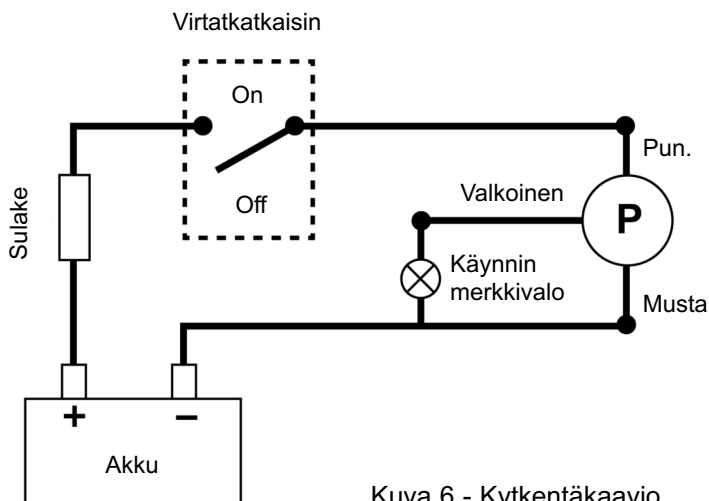 Virtatkatkaisin
On
Off
Sulake
Pun.
Valkoinen
P
Käynnin
merkkivalo
Musta
+ −
Akku
Kuva 6 - Kytkentäkaavio